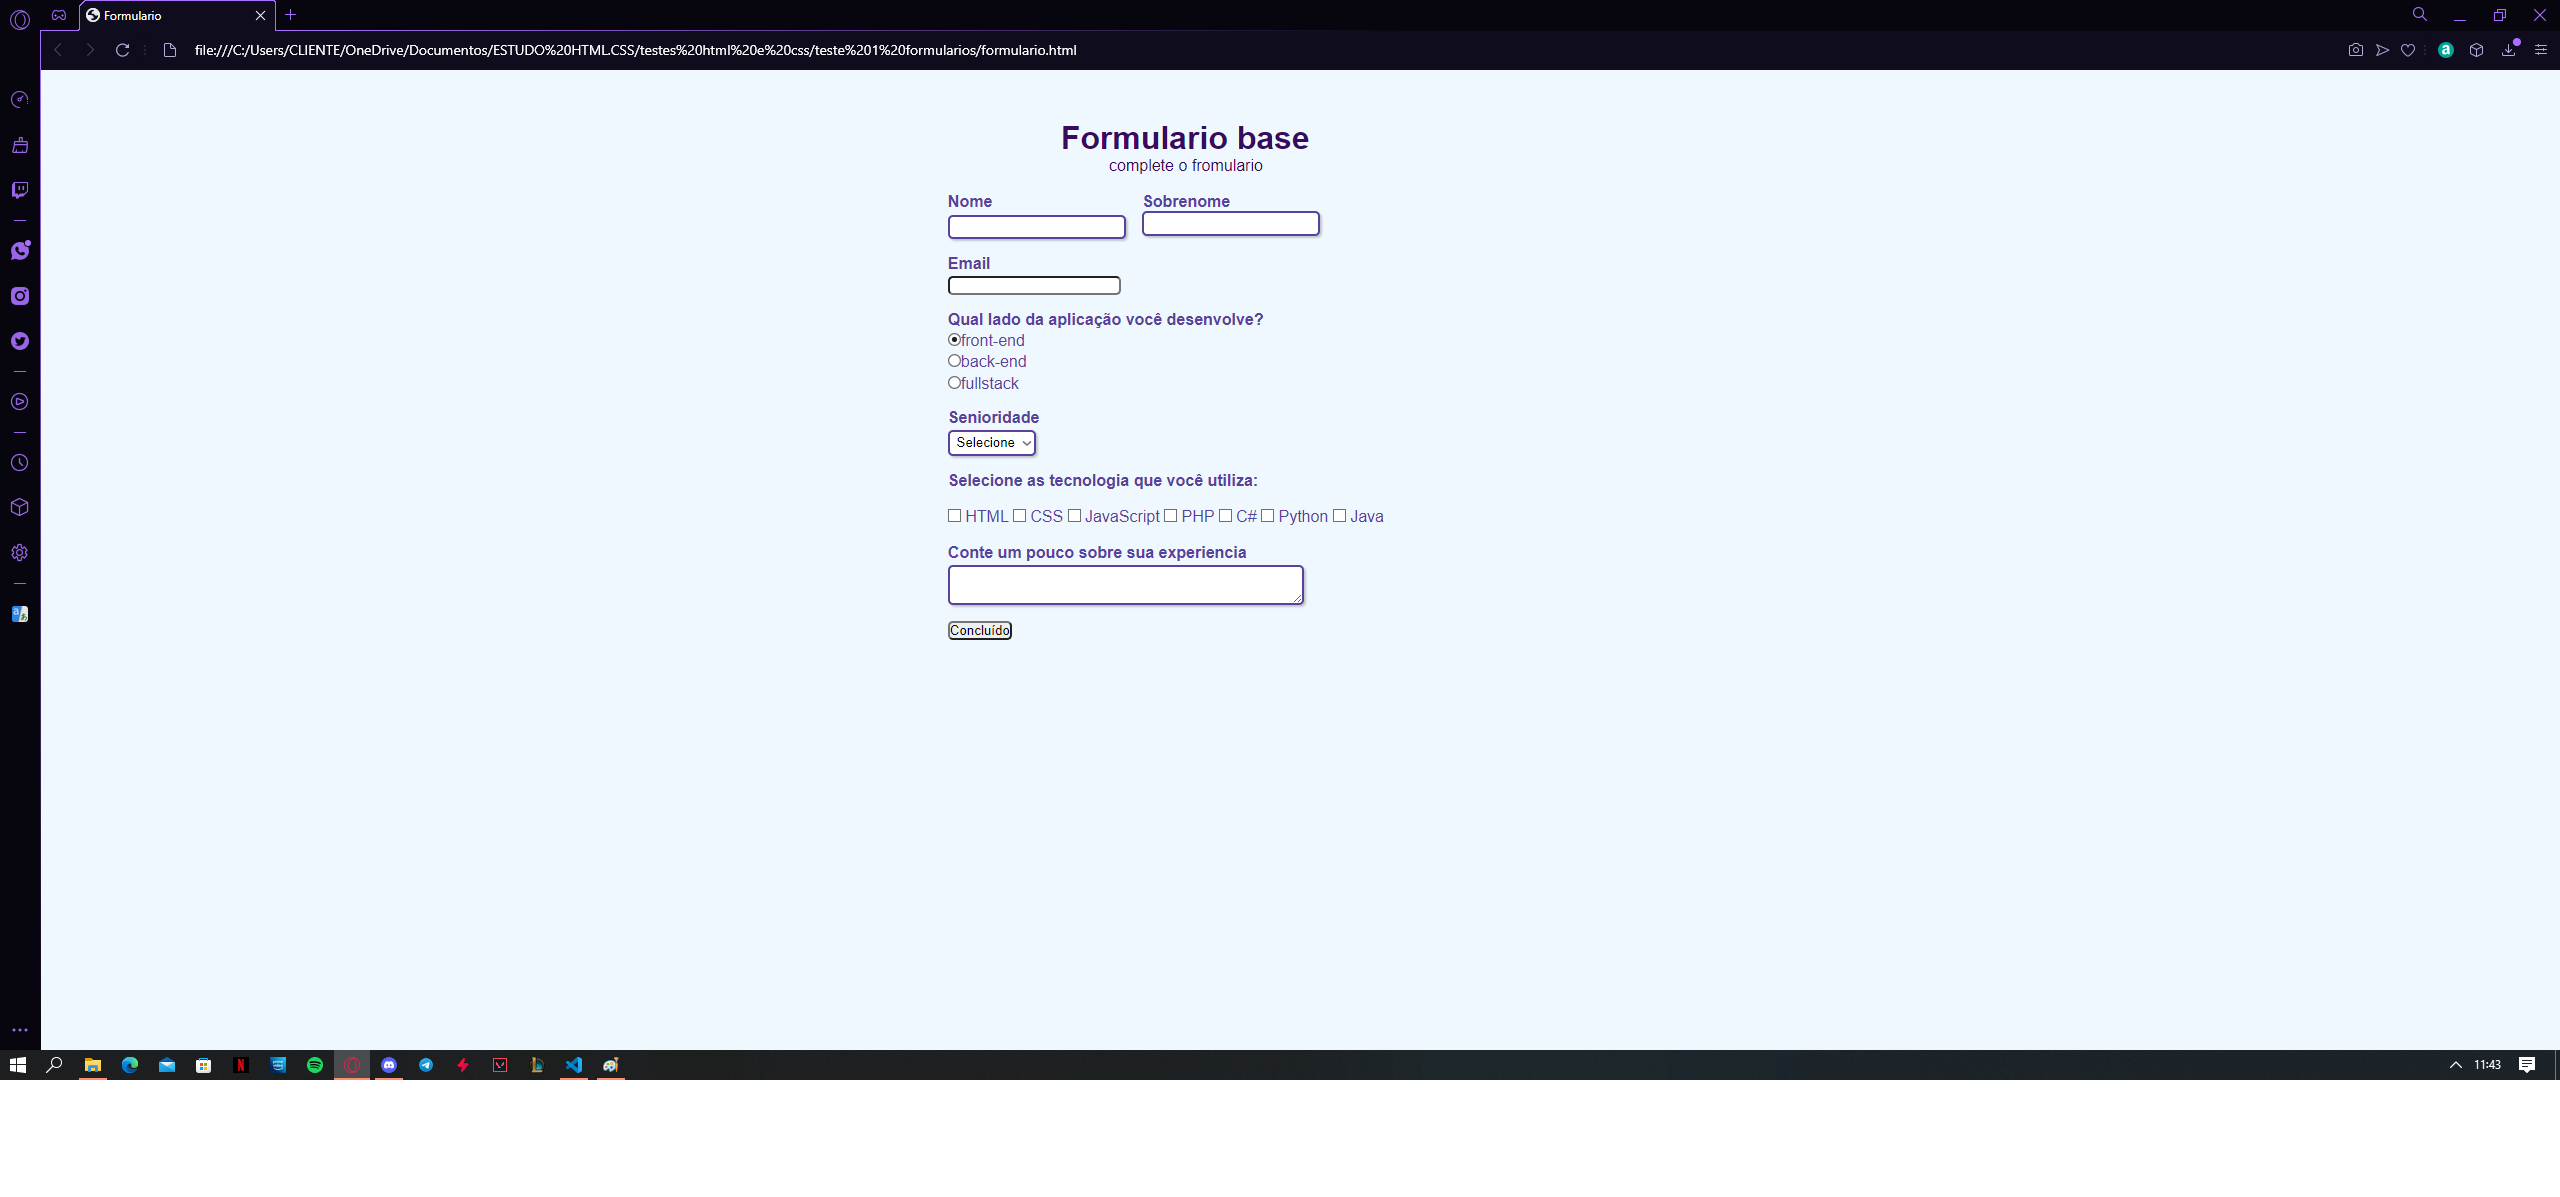 Formulario
file:///C:/Users/CLIENTE/OneDrive/Documentos/ESTUDO%20HTML.CSS/testes%20html%20e%20css/teste%201%20formularios/formulario.html
Formulario base
complete o fromulario
Nome Sobrenome
Email
Qual lado da aplicação você desenvolve?
front-end
back-end
fullstack
Senioridade
Selecione
Selecione as tecnologia que você utiliza:
HTML CSS JavaScript PHP C# Python Java
Conte um pouco sobre sua experiencia
Concluído
11:43